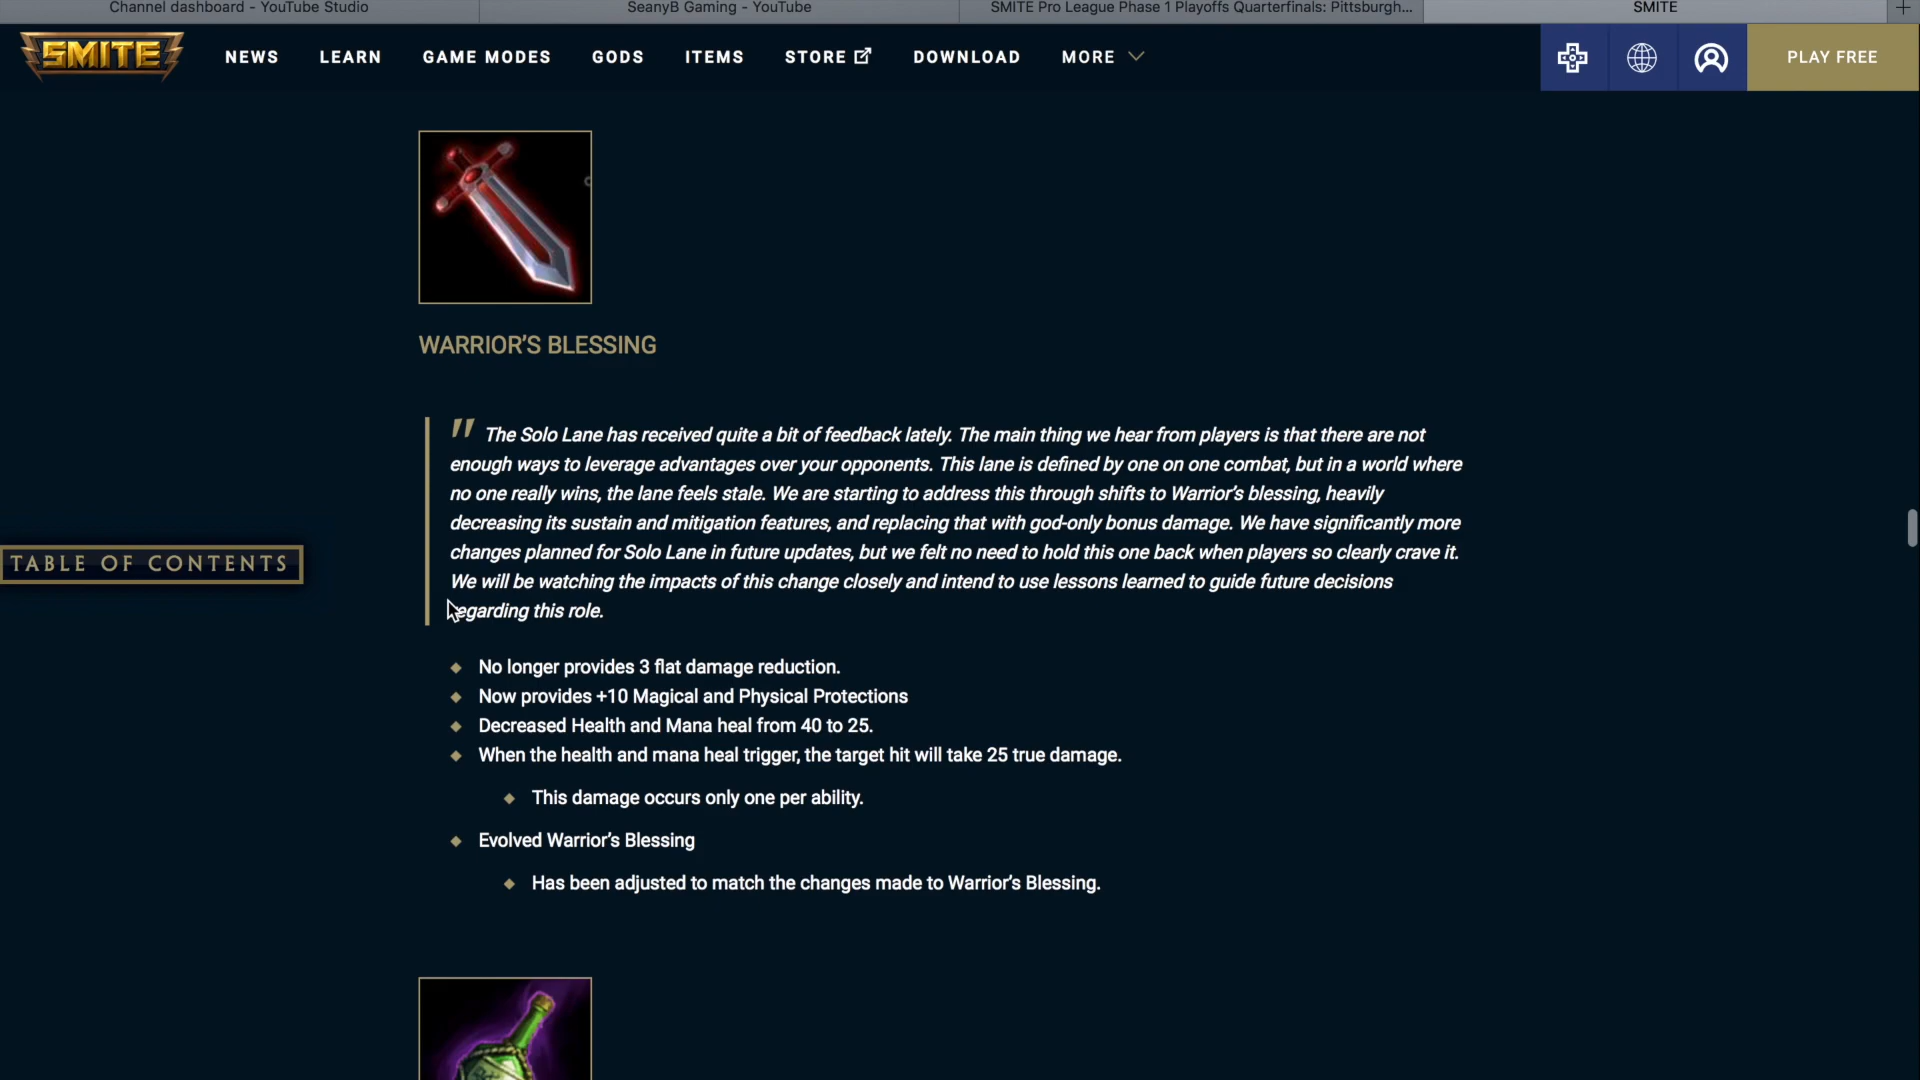 Channel dashboard - YouTube Studio
SeanyB Gaming - YouTube
SMITE Pro League Phase 1 Playoffs Quarterfinals: Pittsburgh...
SMITE
SMITE
NEWS
LEARN
GAME MODES
GODS
ITEMS
STORE
DOWNLOAD
MORE
PLAY FREE
WARRIOR'S BLESSING
" The Solo Lane has received quite a bit of feedback lately. The main thing we hear from players is that there are not
enough ways to leverage advantages over your opponents. This lane is defined by one on one combat, but in a world where
no one really wins, the lane feels stale. We are starting to address this through shifts to Warrior's blessing, heavily
decreasing its sustain and mitigation features, and replacing that with god-only bonus damage. We have significantly more
changes planned for Solo Lane in future updates, but we felt no need to hold this one back when players so clearly crave it.
We will be watching the impacts of this change closely and intend to use lessons learned to guide future decisions
regarding this role.
TABLE OF CONTENTS
No longer provides 3 flat damage reduction.
Now provides +10 Magical and Physical Protections
Decreased Health and Mana heal from 40 to 25.
When the health and mana heal trigger, the target hit will take 25 true damage.
This damage occurs only one per ability.
Evolved Warrior's Blessing
Has been adjusted to match the changes made to Warrior's Blessing.